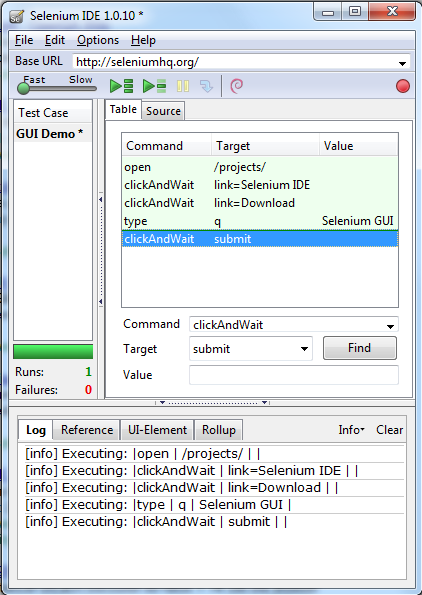 Selenium IDE 1.0.10 *
File Edit Options Help
Base URL http://seleniumhq.org/
Fast Slow
Test Case
GUI Demo *
Runs: 1
Failures: 0
Table Source
Command Target Value
open /projects/
clickAndWait link=Selenium IDE
clickAndWait link=Download
type q Selenium GUI
clickAndWait submit
Command clickAndWait
Target submit Find
Value
Log Reference UI-Element Rollup Info Clear
[info] Executing: |open | /projects/ | |
[info] Executing: |clickAndWait | link=Selenium IDE | |
[info] Executing: |clickAndWait | link=Download | |
[info] Executing: |type | q | Selenium GUI |
[info] Executing: |clickAndWait | submit | |